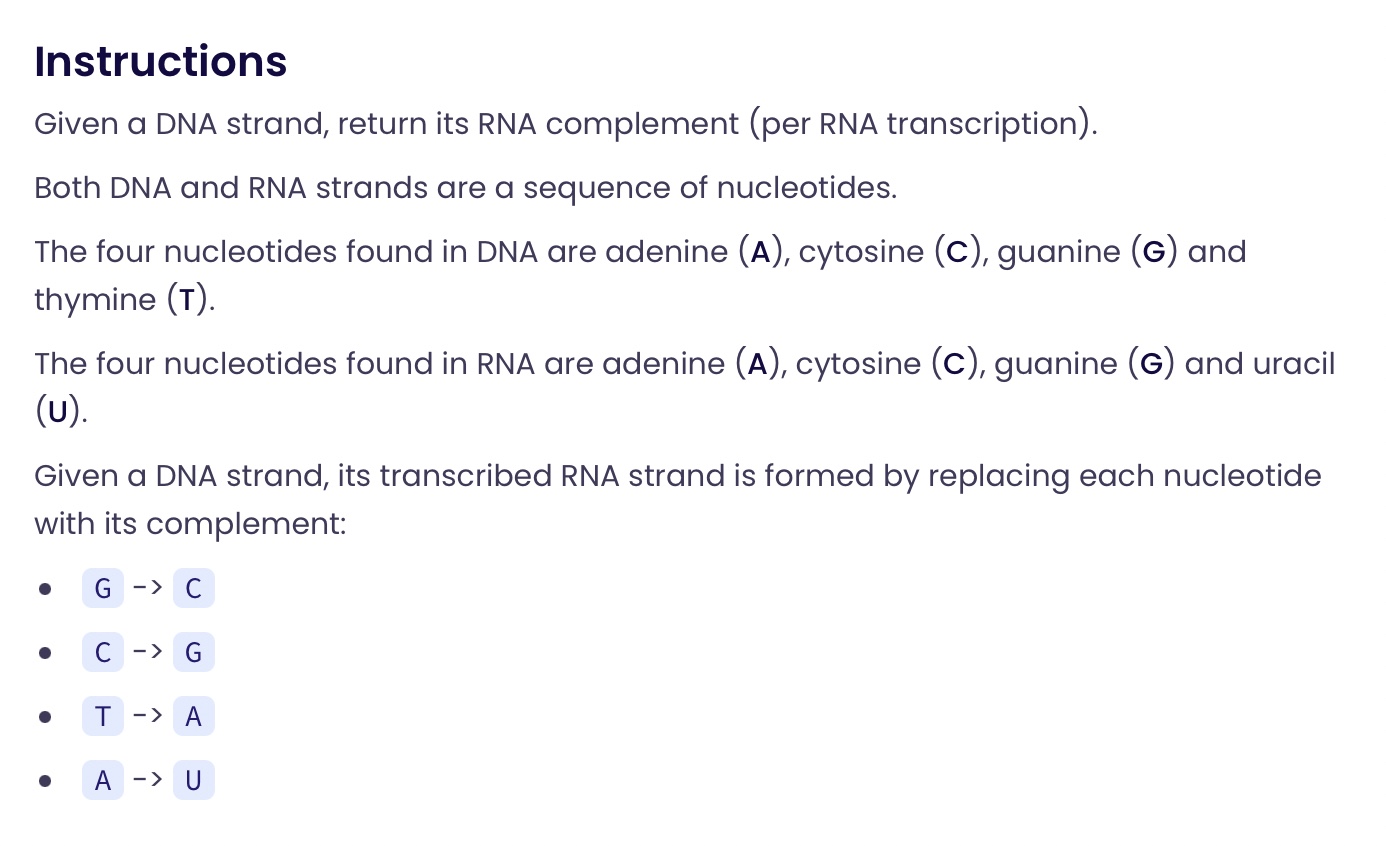 Instructions
Given a DNA strand, return its RNA complement (per RNA transcription).
Both DNA and RNA strands are a sequence of nucleotides.
The four nucleotides found in DNA are adenine (A), cytosine (C), guanine (G) and
thymine (T).
The four nucleotides found in RNA are adenine (A), cytosine (C), guanine (G) and uracil
(U).
Given a DNA strand, its transcribed RNA strand is formed by replacing each nucleotide
with its complement:
• G -> C
• C -> G
• T -> A
• A -> U